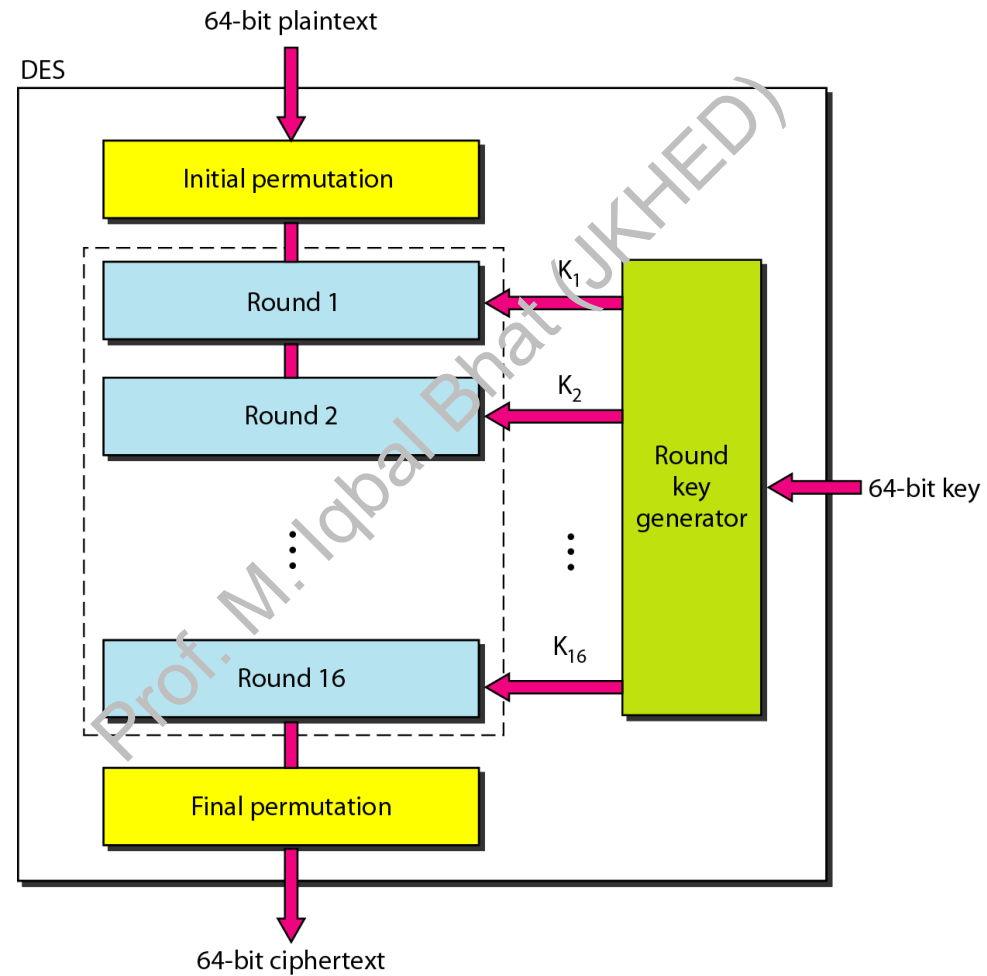 64-bit plaintext
DES
Initial permutation
Round 1
K1
Round 2
K2
Round
key
generator
64-bit key
Round 16
K16
Final permutation
64-bit ciphertext
Prof. M. Iqbal Bhat (JKHED)